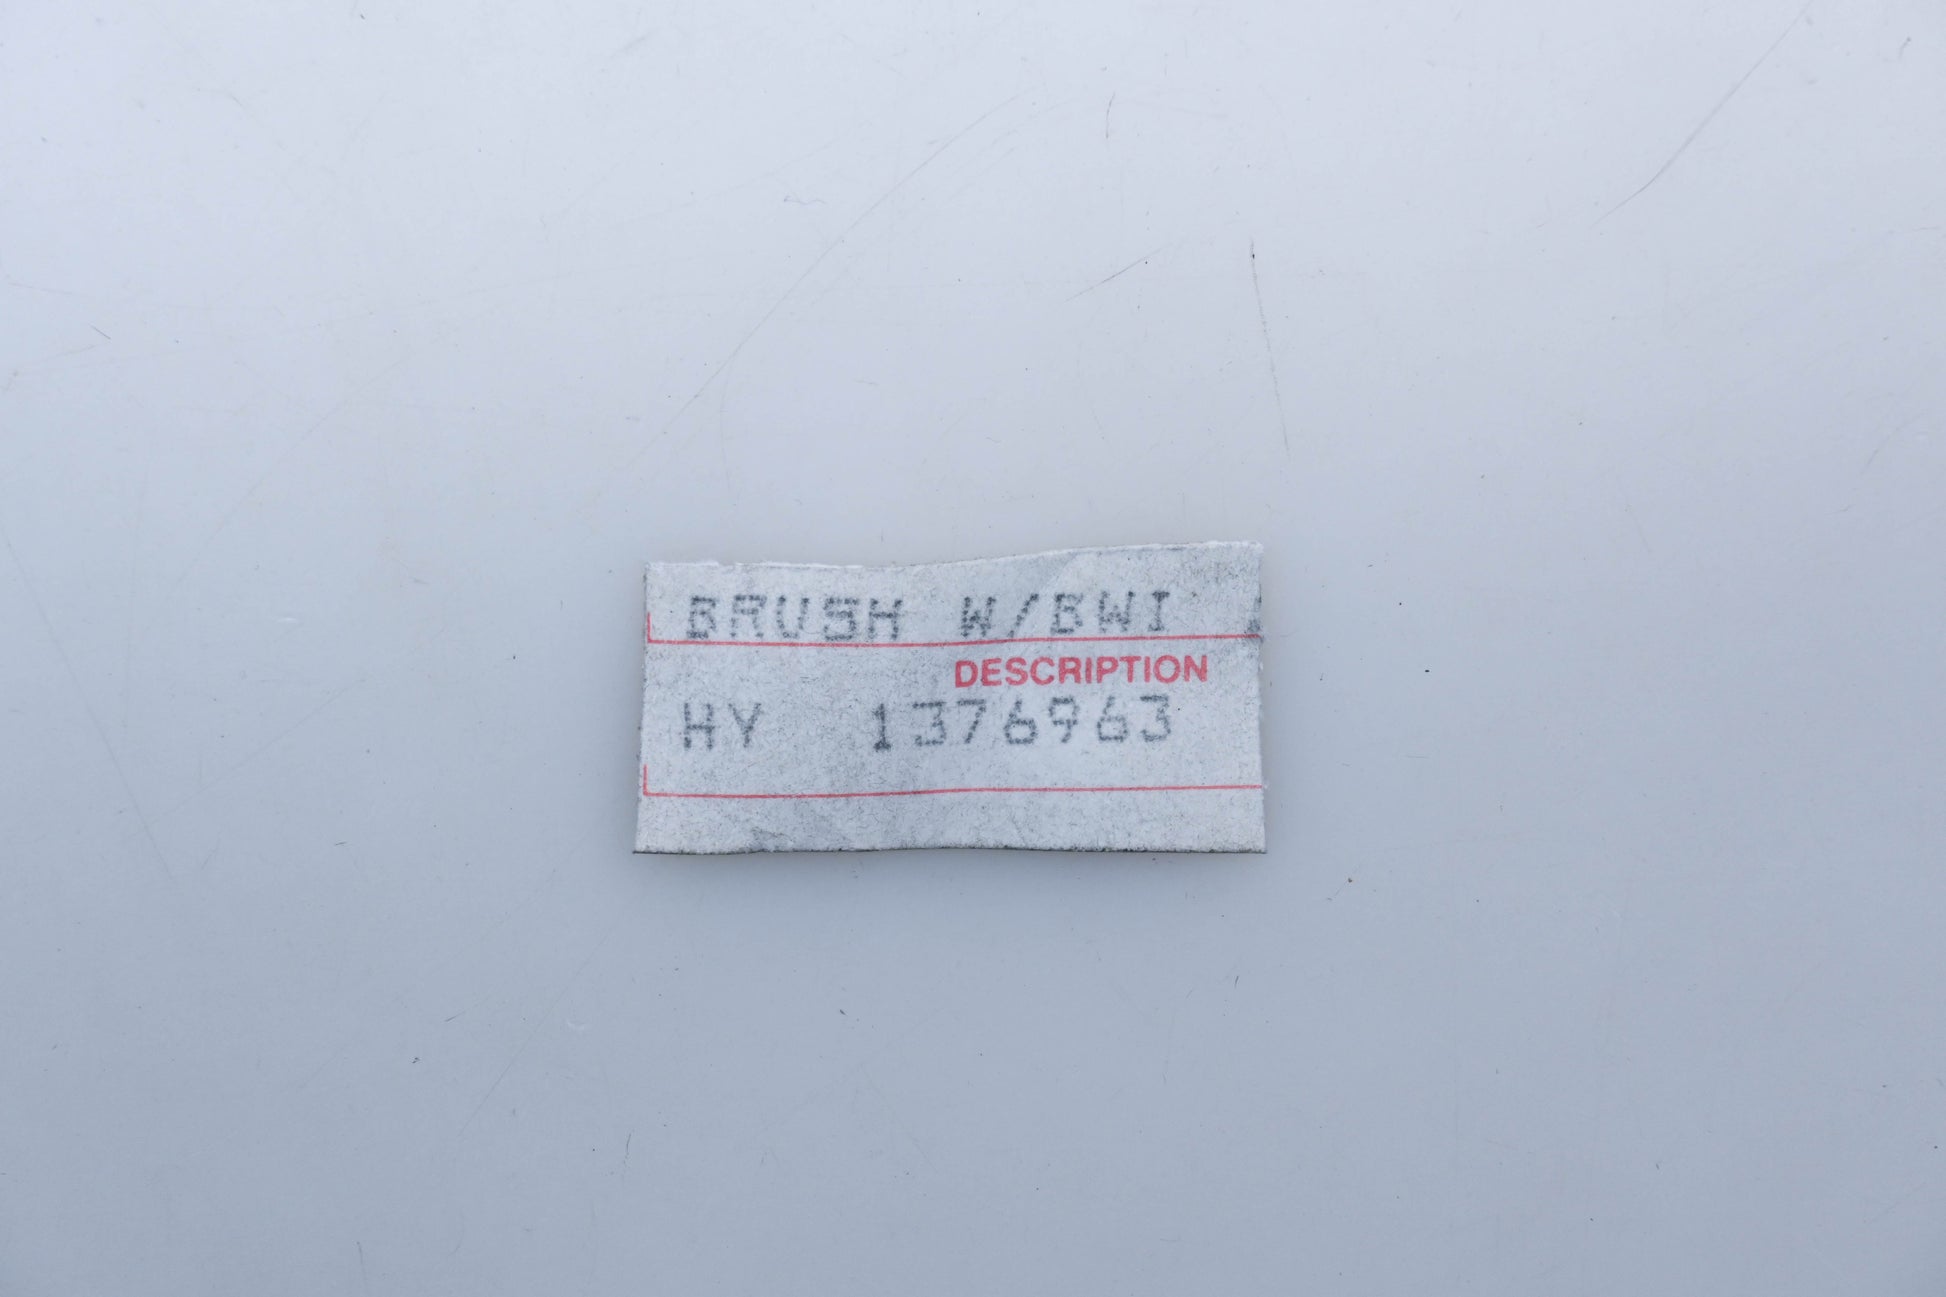 BRUSH W/BWI
DESCRIPTION
HY 1376963